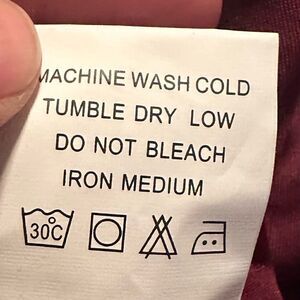 MACHINE WASH COLD
TUMBLE DRY LOW
DO NOT BLEACH
IRON MEDIUM
30C